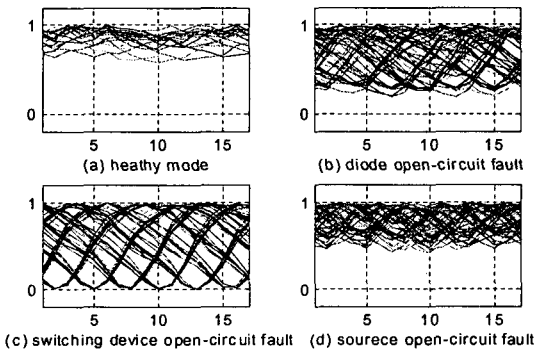 1
0
5 10 15
(a) heathy mode
1
0
5 10 15
(b) diode open-circuit fault
1
0
5 10 15
(c) switching device open-circuit fault
1
0
5 10 15
(d) sourece open-circuit fault